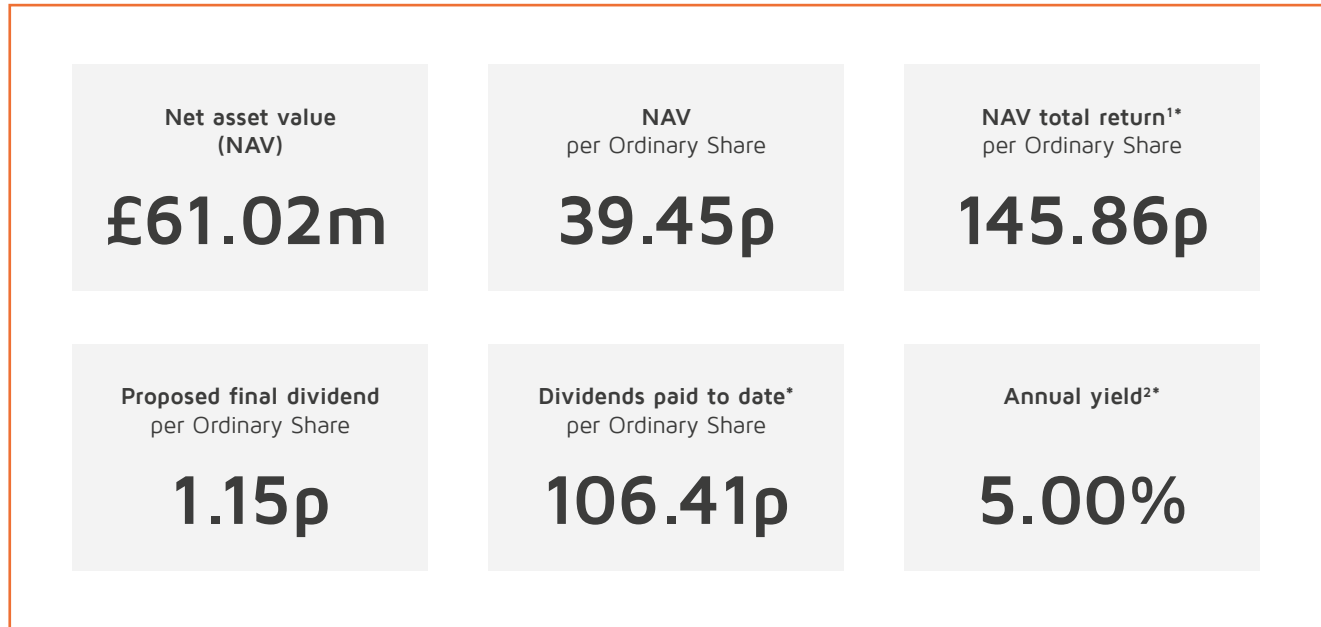 Net asset value
(NAV)
£61.02m
NAV
per Ordinary Share
39.45p
NAV total return¹*
per Ordinary Share
145.86p
Proposed final dividend
per Ordinary Share
1.15p
Dividends paid to date*
per Ordinary Share
106.41p
Annual yield²*
5.00%